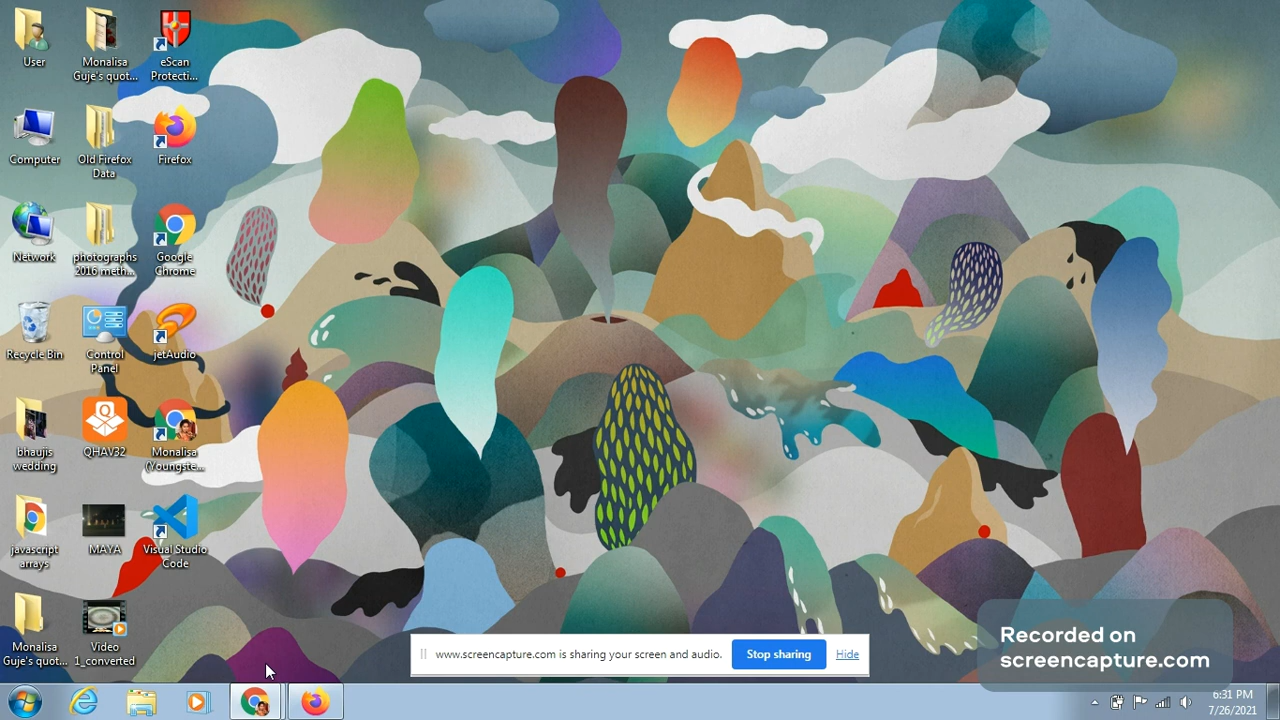 User
Monalisa
Guje's quot...
eScan
Protecti...
Computer
Old Firefox
Data
Firefox
Network
photographs
2016 meth...
Google
Chrome
Recycle Bin
Control
Panel
jetAudio
bhaujis
wedding
QHAV32
Monalisa
(Youngste...
javascript
arrays
MAYA
Visual Studio
Code
Monalisa
Guje's quot...
Video
1_converted
www.screencapture.com is sharing your screen and audio.
Stop sharing
Hide
Recorded on
screencapture.com
6:31 PM
7/26/2021